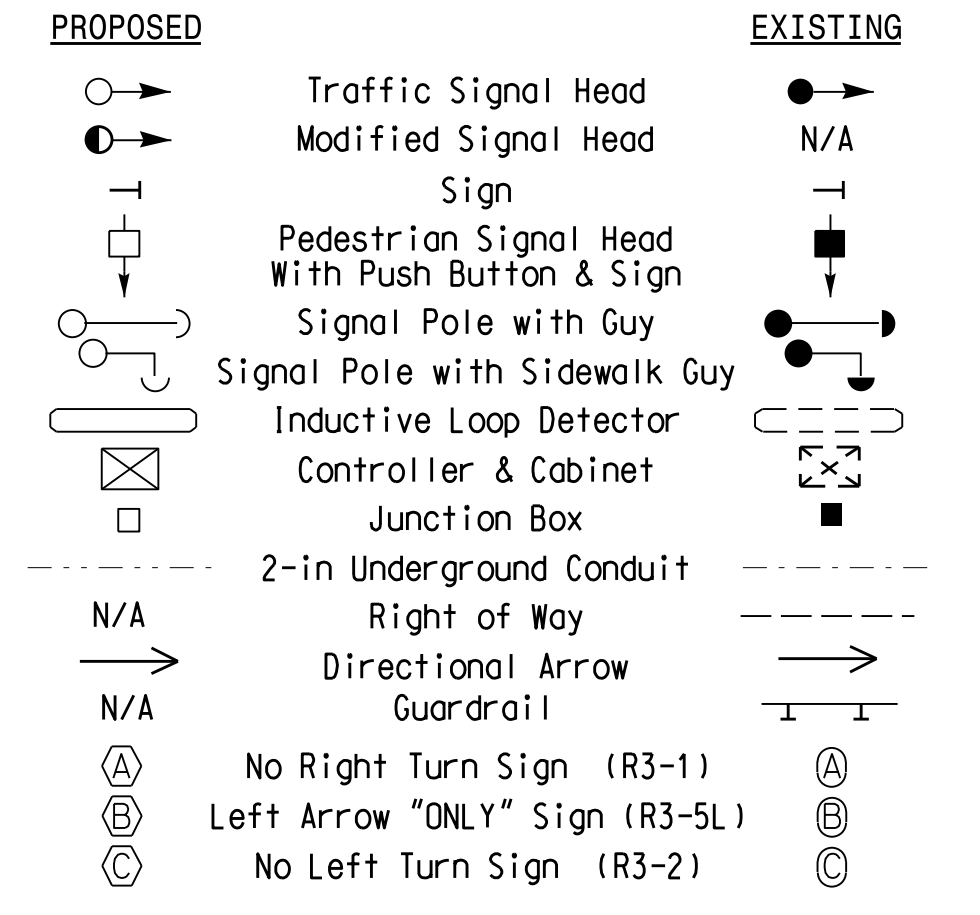 PROPOSED EXISTING
Traffic Signal Head
Modified Signal Head N/A
Sign
Pedestrian Signal Head
With Push Button & Sign
Signal Pole with Guy
Signal Pole with Sidewalk Guy
Inductive Loop Detector
Controller & Cabinet
Junction Box
2-in Underground Conduit
N/A Right of Way
Directional Arrow
N/A Guardrail
A No Right Turn Sign (R3-1) A
B Left Arrow "ONLY" Sign (R3-5L) B
C No Left Turn Sign (R3-2) C